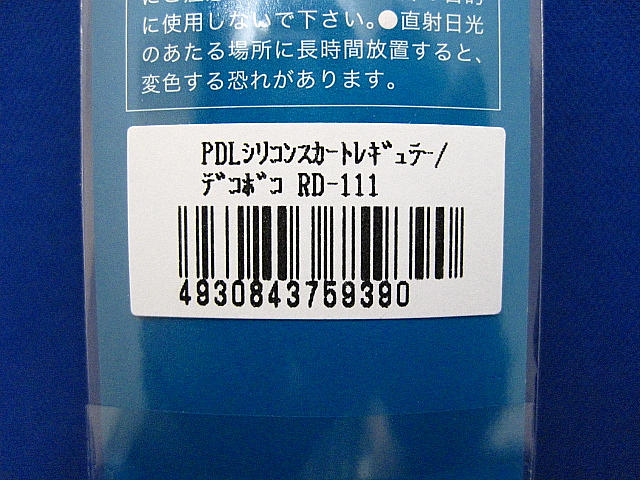 に使用しないで下さい。●直射日光
のあたる場所に長時間放置すると、
変色する恐れがあります。
PDLシリコンスカートレギュラー/
デコボコ RD-111
4930843759390